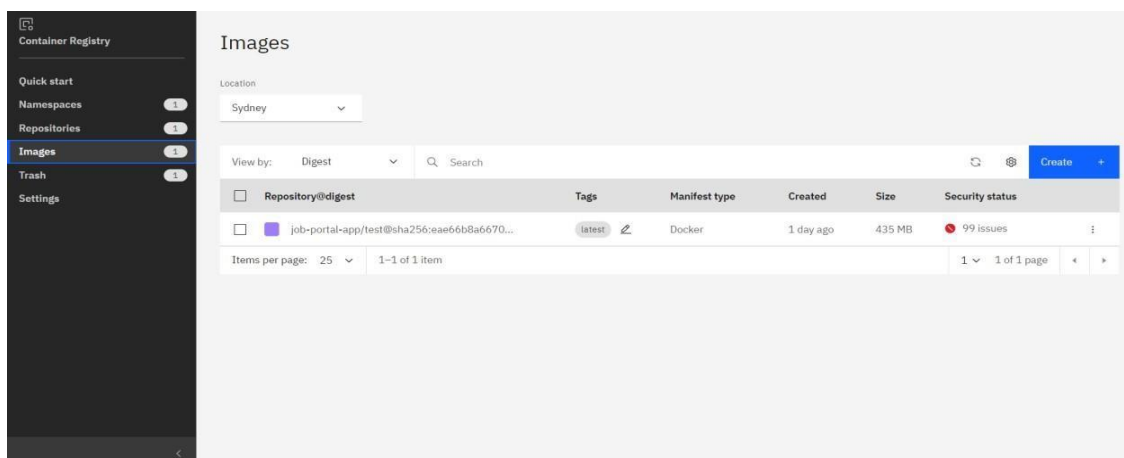 Container Registry
Quick start
Namespaces 1
Repositories 1
Images 1
Trash 1
Settings
Images
Location
Sydney
View by: Digest Search Create +
Repository@digest Tags Manifest type Created Size Security status
job-portal-app/test@sha256:eae66b8a6670... latest Docker 1 day ago 435 MB 99 issues
Items per page: 25 1–1 of 1 item 1 1 of 1 page